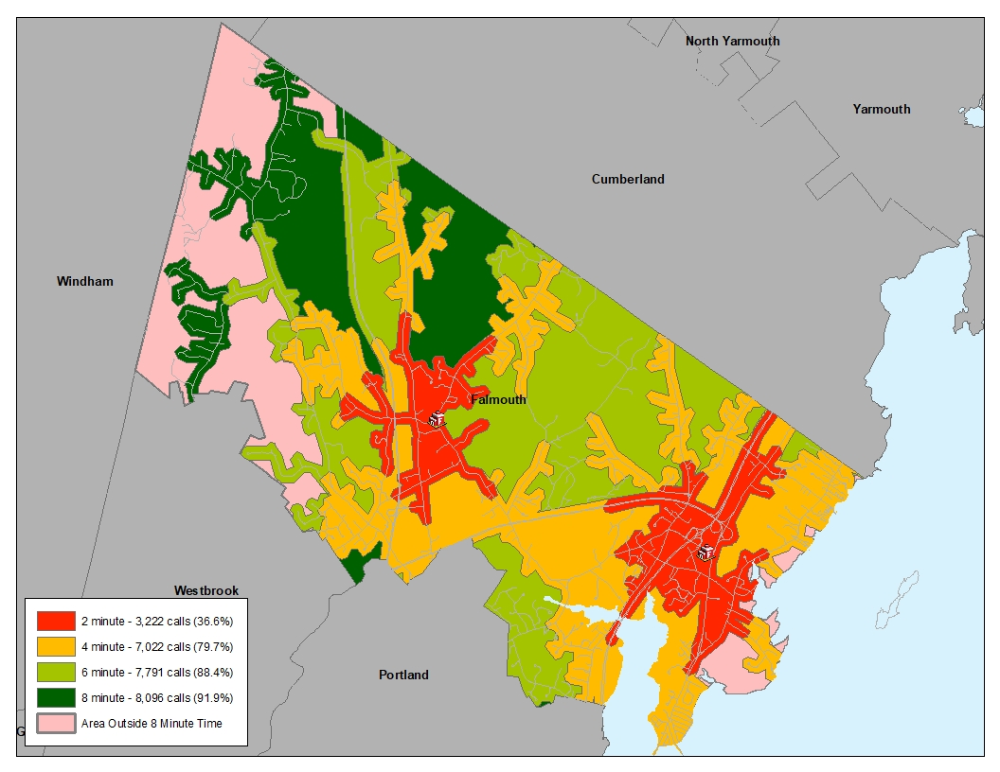 North Yarmouth
Yarmouth
Cumberland
Windham
Falmouth
Westbrook
2 minute - 3,222 calls (36.6%)
4 minute - 7,022 calls (79.7%)
6 minute - 7,791 calls (88.4%)
8 minute - 8,096 calls (91.9%)
Area Outside 8 Minute Time
Portland
G